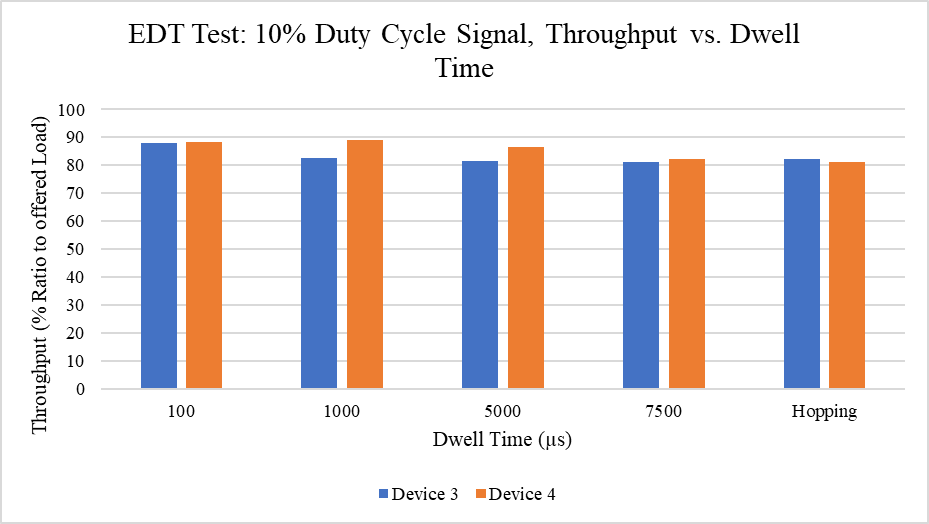 EDT Test: 10% Duty Cycle Signal, Throughput vs. Dwell
Time
Throughput (% Ratio to offered Load)
100
90
80
70
60
50
40
30
20
10
0
100 1000 5000 7500 Hopping
Dwell Time (µs)
Device 3 Device 4